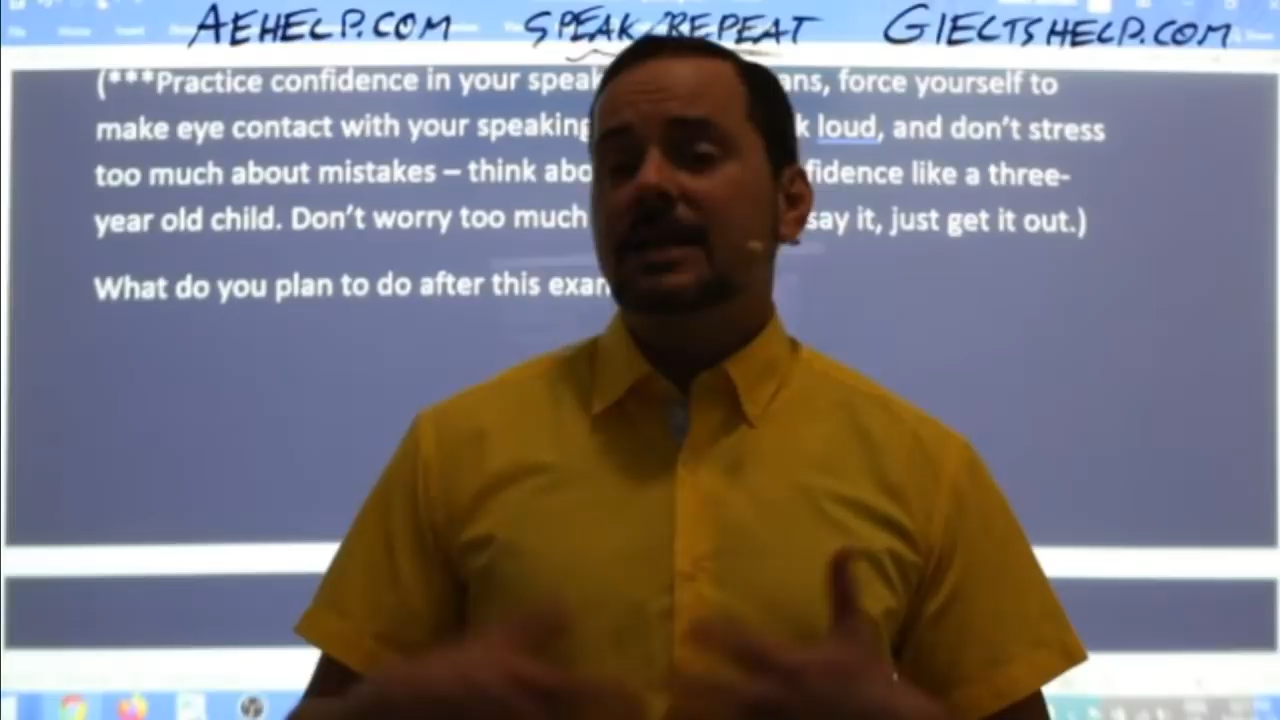 AEHELP.COM SPEAK/REPEAT GIELTSHELP.COM
(***Practice confidence in your speak ans, force yourself to
make eye contact with your speaking k loud, and don't stress
too much about mistakes – think abo fidence like a three-
year old child. Don't worry too much say it, just get it out.)
What do you plan to do after this exam